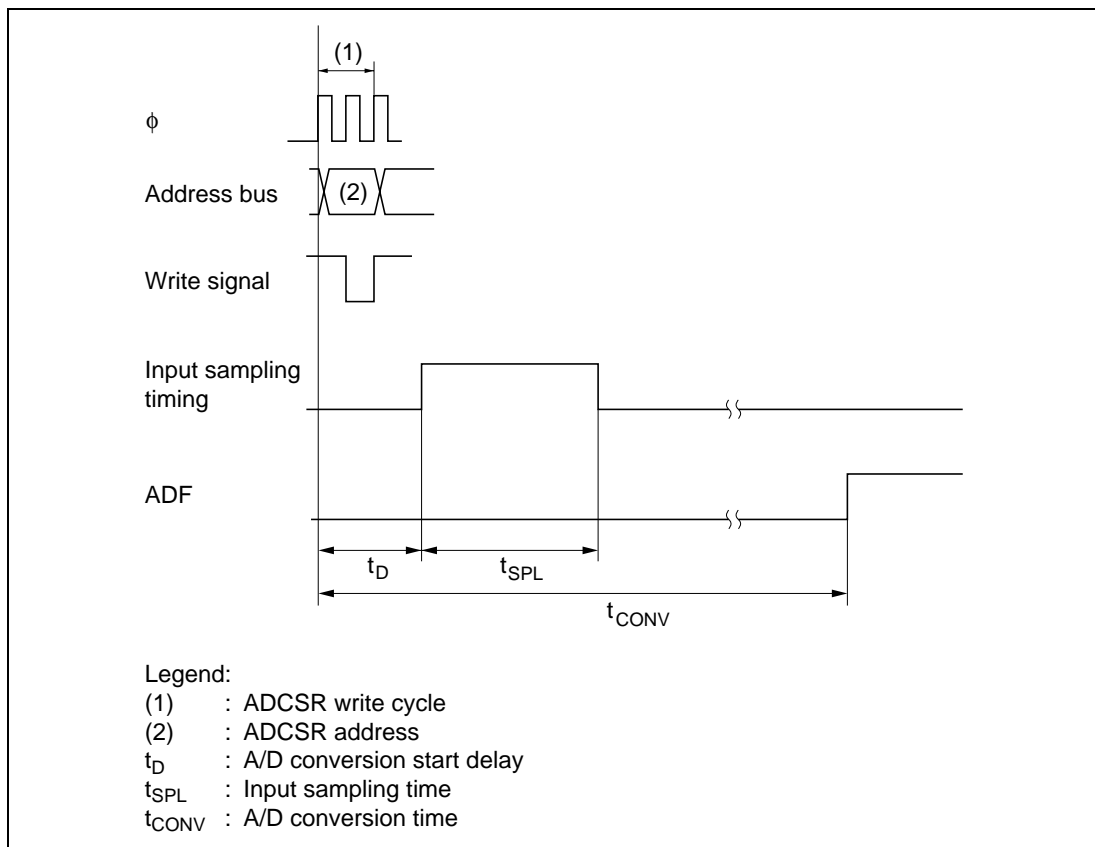 (1)
ϕ
Address bus
(2)
Write signal
Input sampling
timing
ADF
tD
tSPL
tCONV
Legend:
(1) : ADCSR write cycle
(2) : ADCSR address
tD : A/D conversion start delay
tSPL : Input sampling time
tCONV : A/D conversion time